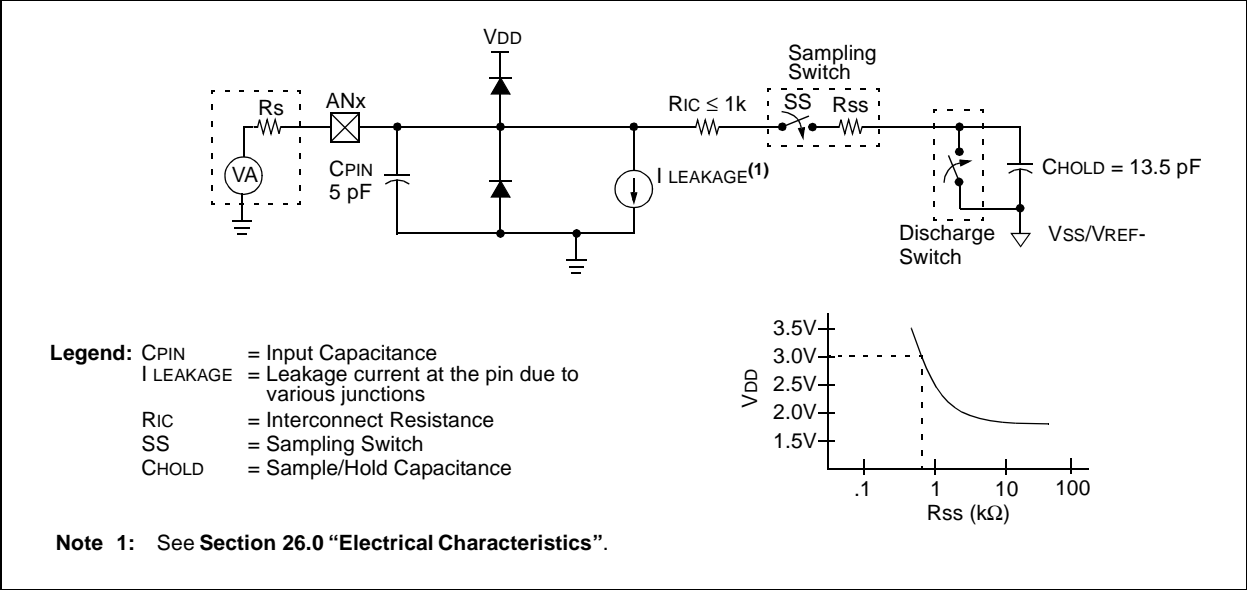 VDD
Sampling
Switch
Rs
ANx
RIC ≤ 1k
SS
Rss
VA
CPIN
5 pF
I LEAKAGE(1)
CHOLD = 13.5 pF
Discharge
Switch
VSS/VREF-
Legend: CPIN = Input Capacitance
I LEAKAGE = Leakage current at the pin due to
various junctions
RIC = Interconnect Resistance
SS = Sampling Switch
CHOLD = Sample/Hold Capacitance
VDD
3.5V
3.0V
2.5V
2.0V
1.5V
.1 1 10 100
Rss (kΩ)
Note 1: See Section 26.0 “Electrical Characteristics”.